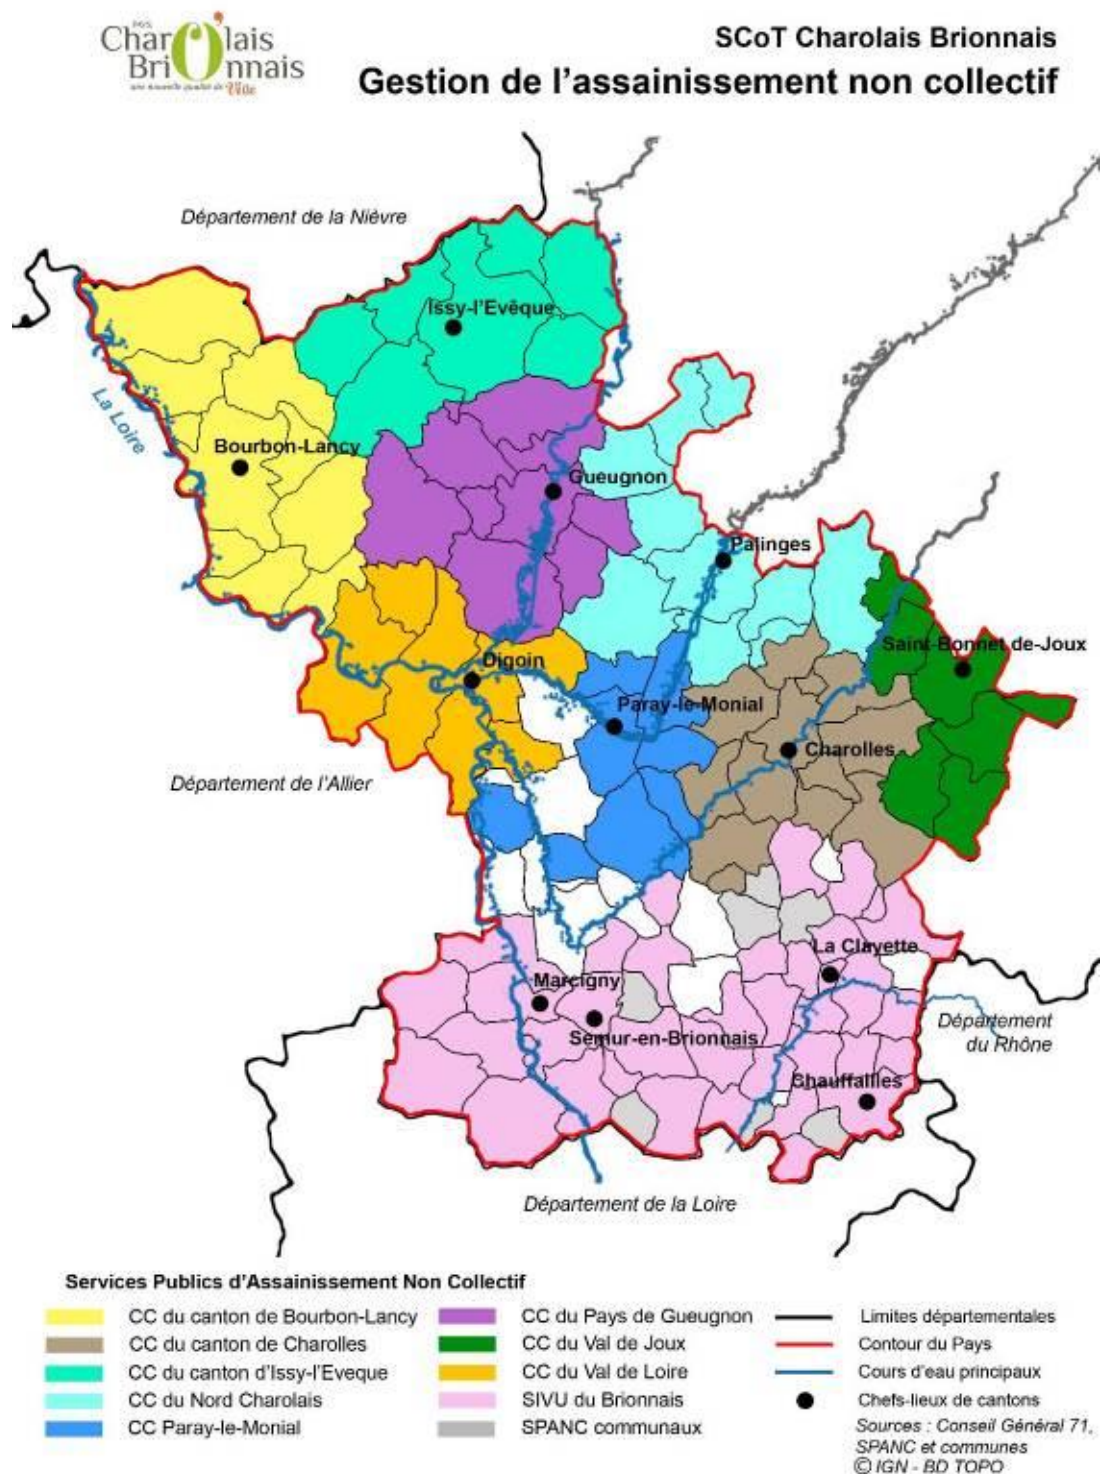 PAYS
Charolais
Brionnais
une nouvelle qualité de Ville
SCoT Charolais Brionnais
Gestion de l'assainissement non collectif
Département de la Nièvre
Issy-l'Evêque
La Loire
Bourbon-Lancy
Gueugnon
Palinges
Saint-Bonnet-de-Joux
Digoin
Paray-le-Monial
Charolles
Département de l'Allier
La Clayette
Marcigny
Semur-en-Brionnais
Département
du Rhône
Chauffailles
Département de la Loire
Services Publics d'Assainissement Non Collectif
CC du canton de Bourbon-Lancy
CC du canton de Charolles
CC du canton d'Issy-l'Eveque
CC du Nord Charolais
CC Paray-le-Monial
CC du Pays de Gueugnon
CC du Val de Joux
CC du Val de Loire
SIVU du Brionnais
SPANC communaux
Limites départementales
Contour du Pays
Cours d'eau principaux
Chefs-lieux de cantons
Sources : Conseil Général 71,
SPANC et communes
© IGN - BD TOPO